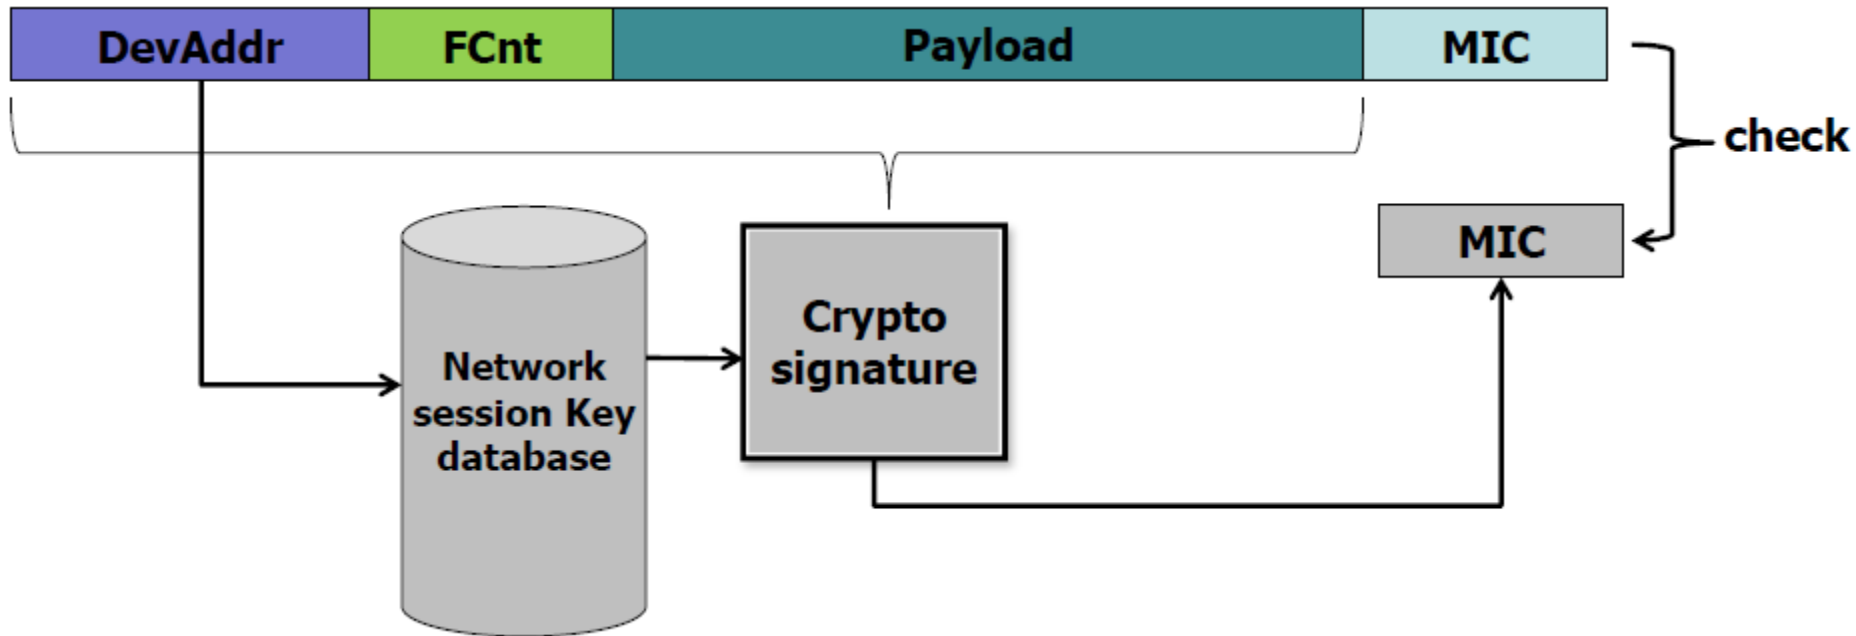 DevAddr FCnt Payload MIC
check
MIC
Crypto
signature
Network
session Key
database